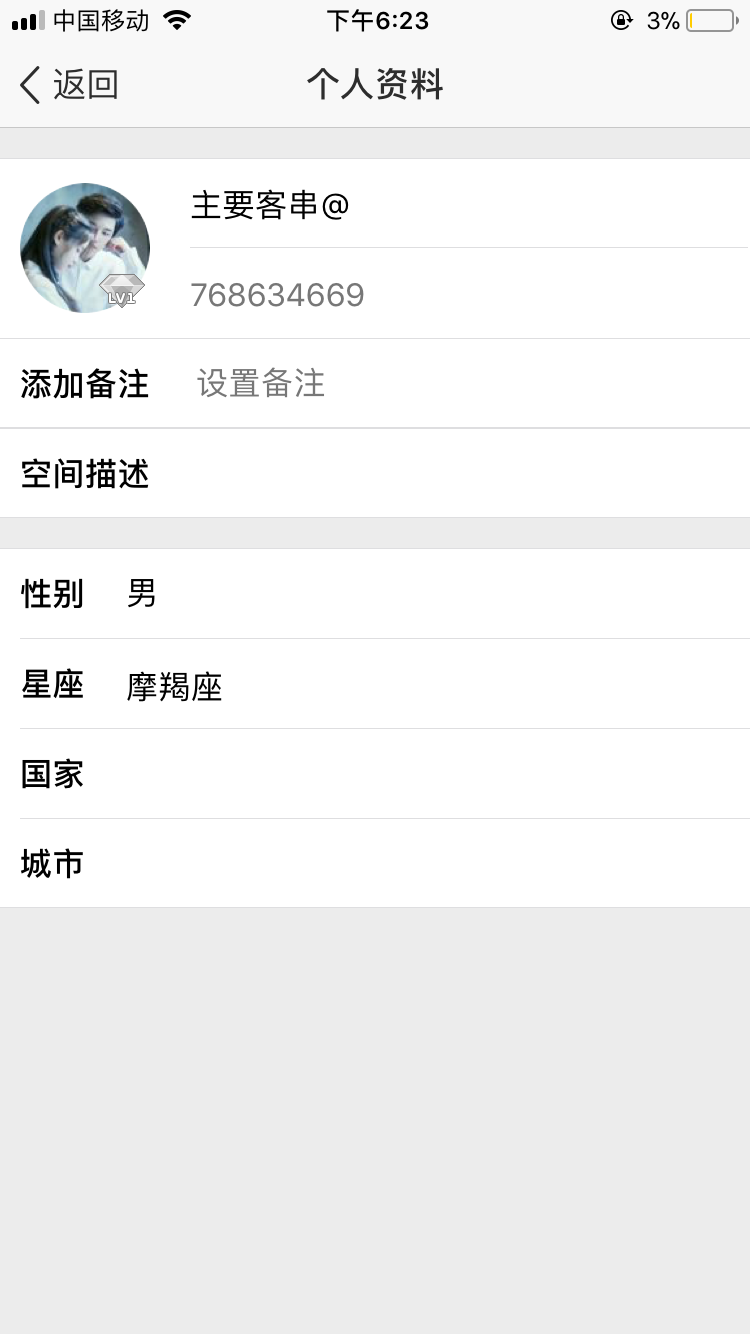 中国移动 下午6:23 3%
返回 个人资料
主要客串@
LV1
768634669
添加备注 设置备注
空间描述
性别 男
星座 摩羯座
国家
城市